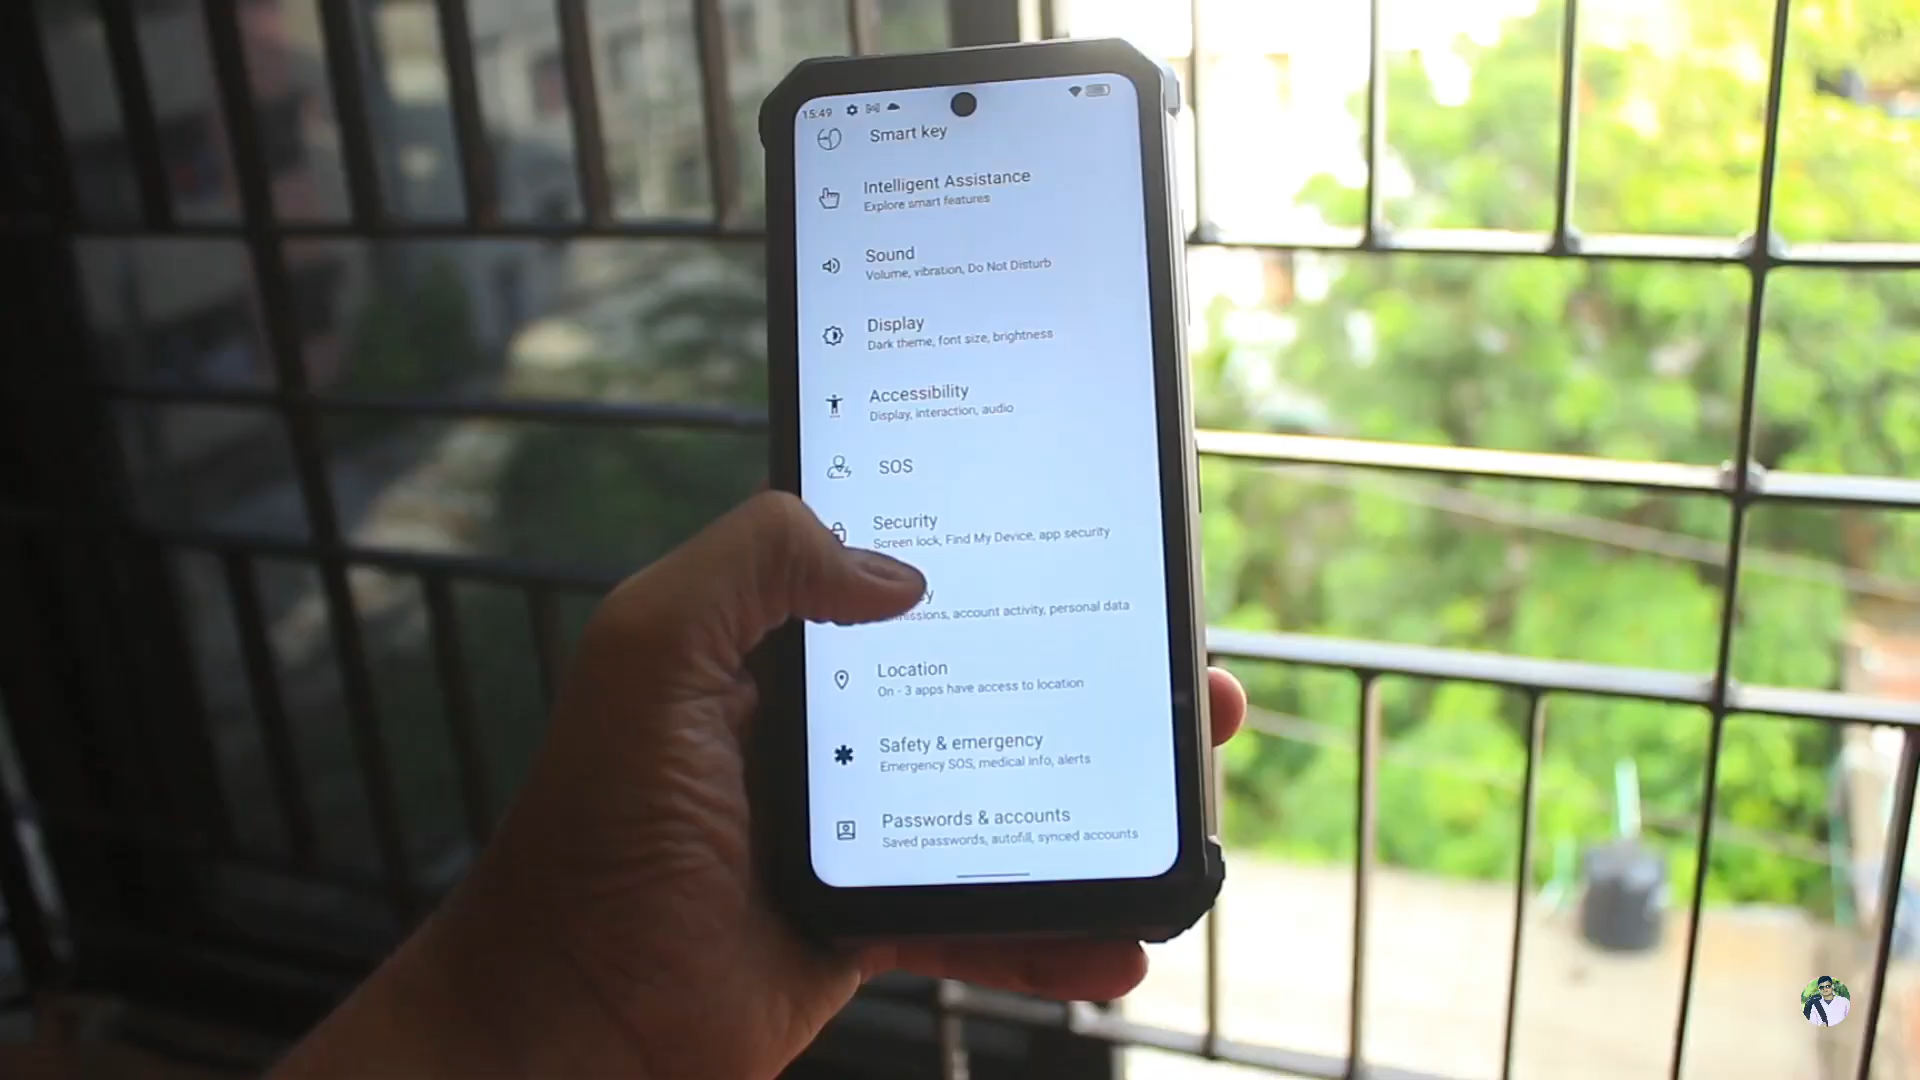 15:49
Smart key
Intelligent Assistance
Explore smart features
Sound
Volume, vibration, Do Not Disturb
Display
Dark theme, font size, brightness
Accessibility
Display, interaction, audio
SOS
Security
Screen lock, Find My Device, app security
account activity, personal data
Location
On - 3 apps have access to location
Safety & emergency
Emergency SOS, medical info, alerts
Passwords & accounts
Saved passwords, autofill, synced accounts